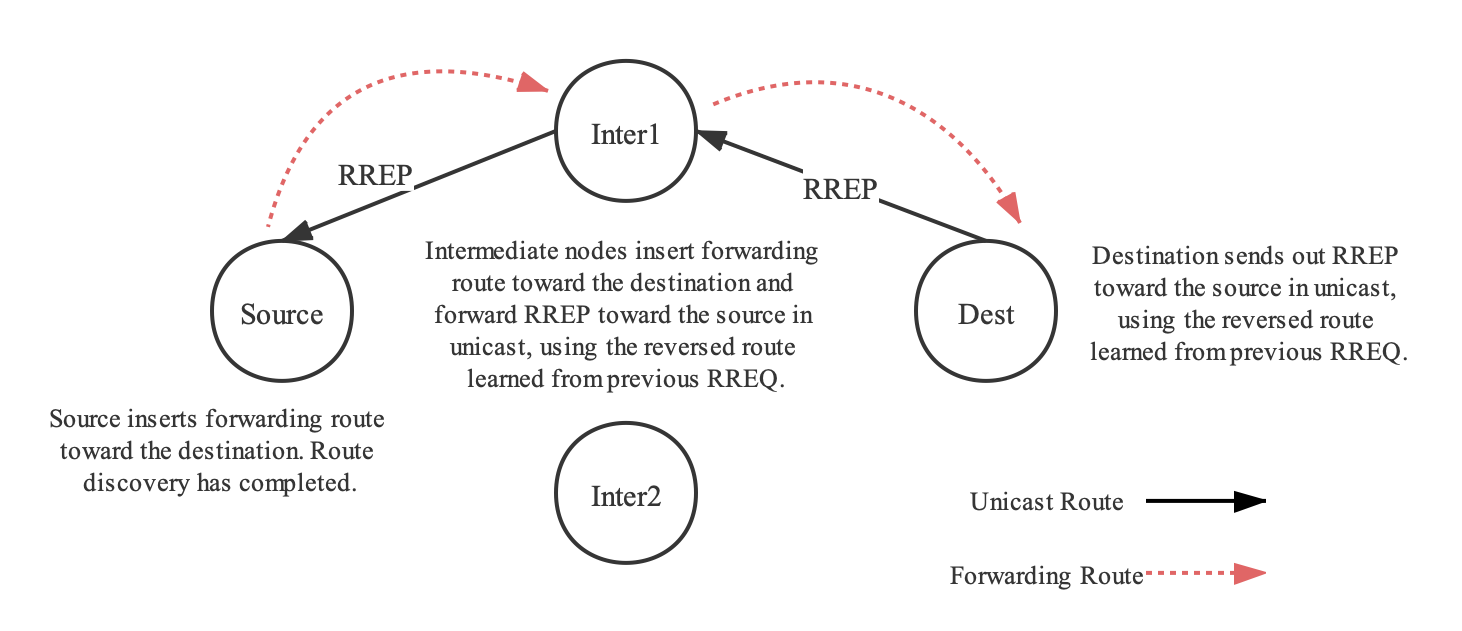 Inter1
RREP
RREP
Source
Dest
Intermediate nodes insert forwarding
route toward the destination and
forward RREP toward the source in
unicast, using the reversed route
learned from previous RREQ.
Destination sends out RREP
toward the source in unicast,
using the reversed route
learned from previous RREQ.
Source inserts forwarding route
toward the destination. Route
discovery has completed.
Inter2
Unicast Route
Forwarding Route